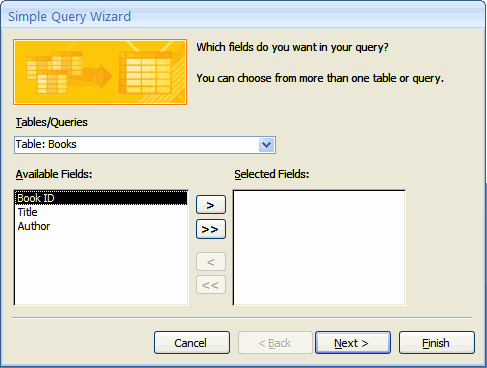 Simple Query Wizard
Which fields do you want in your query?
You can choose from more than one table or query.
Tables/Queries
Table: Books
Available Fields: Selected Fields:
Book ID
Title
Author
>
>>
<
<<
Cancel < Back Next > Finish